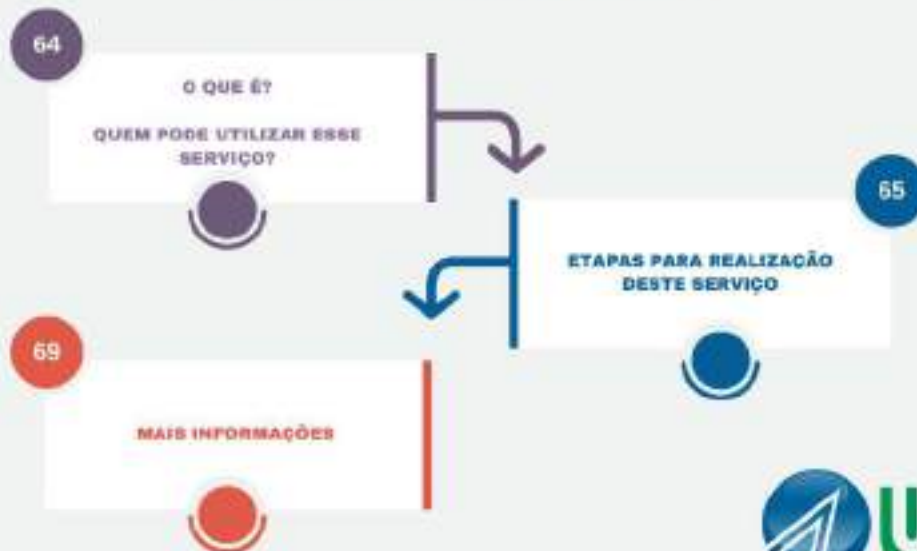 64
O QUE É?
QUEM PODE UTILIZAR ESSE
SERVIÇO?
65
ETAPAS PARA REALIZAÇÃO
DESTE SERVIÇO
69
MAIS INFORMAÇÕES